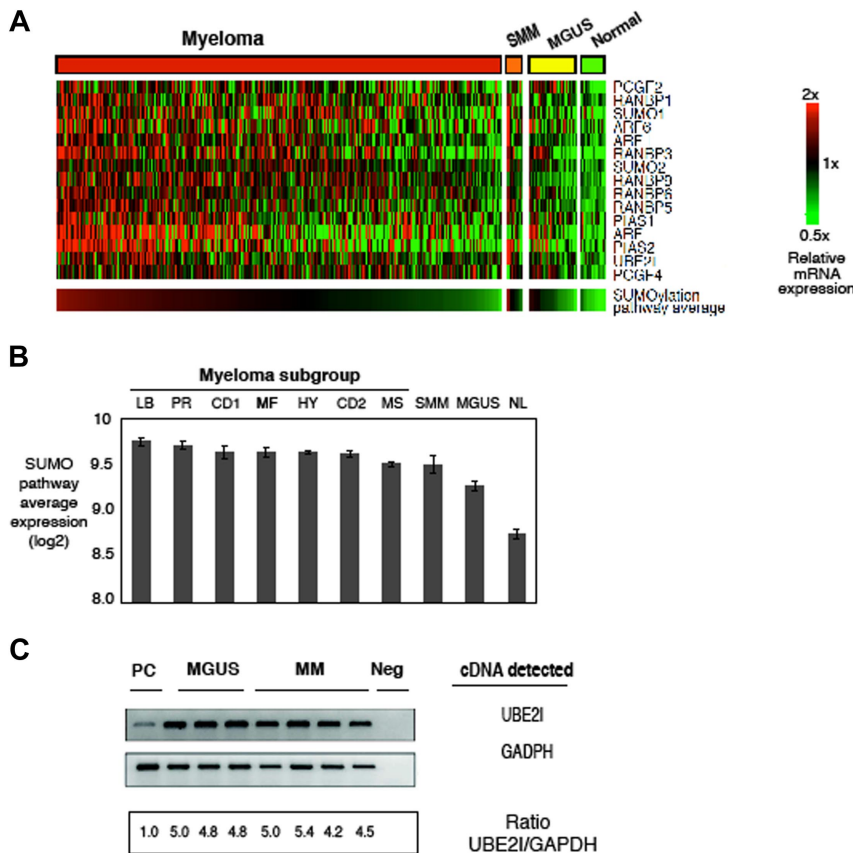 A
Myeloma
SMM
MGUS
Normal
PCGF2
RANBP1
SUMO1
ARF6
ARF
RANBP3
SUMO2
RANBP9
RANBP6
RANBP5
PIAS1
ARF
PIAS2
UBE2I
PCGF4
SUMOylation
pathway average
2x
1x
0.5x
Relative
mRNA
expression
B
Myeloma subgroup
LB PR CD1 MF HY CD2 MS SMM MGUS NL
10
9.5
9.0
8.5
8.0
SUMO
pathway
average
expression
(log2)
C
PC MGUS MM Neg cDNA detected
UBE2I
GADPH
1.0 5.0 4.8 4.8 5.0 5.4 4.2 4.5
Ratio
UBE2I/GAPDH